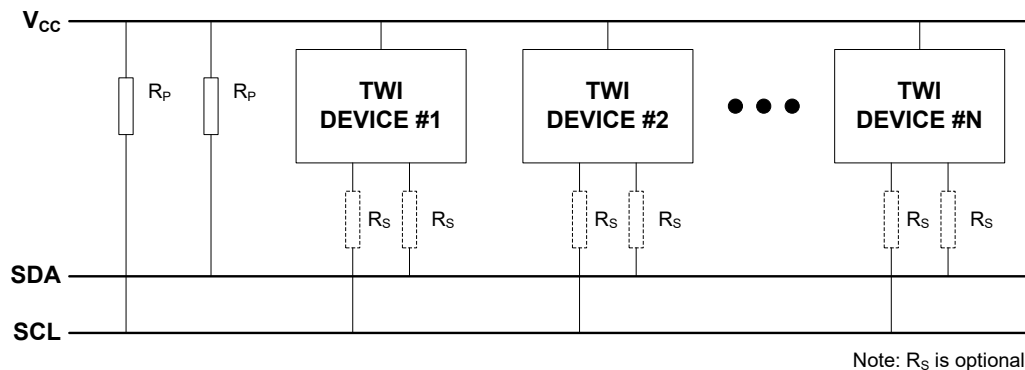 VCC
RP RP
TWI DEVICE #1
TWI DEVICE #2
TWI DEVICE #N
RS RS RS RS RS RS
SDA
SCL
Note: RS is optional